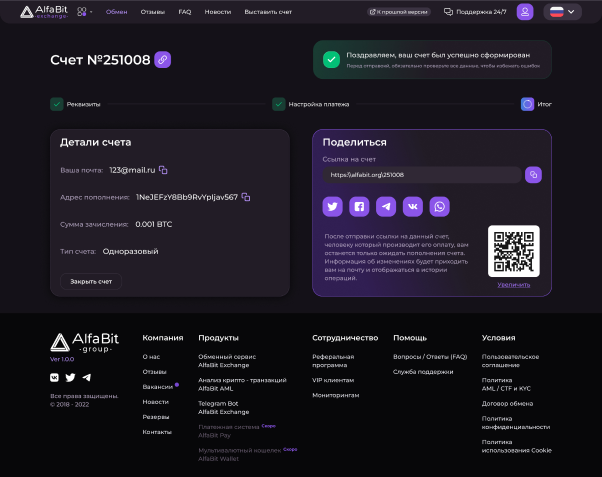 AlfaBit
-exchange-
Обмен
Отзывы
FAQ
Новости
Выставить счет
К прошлой версии
Поддержка 24/7
Счет №251008
Поздравляем, ваш счет был успешно сформирован
Перед отправкой, обязательно проверьте все данные, чтобы избежать ошибок
Реквизиты
Настройка платежа
Итог
Детали счета
Ваша почта: 123@mail.ru
Адрес пополнения: 1NeJEFzY8Bb9RvYpljav567
Сумма зачисления: 0.001 BTC
Тип счета: Одноразовый
Закрыть счет
Поделиться
Ссылка на счет
https:\\alfabit.org\251008
После отправки ссылки на данный счет,
человеку который производит его оплату, вам
останется только ожидать пополнения счета.
Информация об изменениях будет приходить
вам на почту и отображаться в истории
операций.
Увеличить
AlfaBit
-group-
Ver 1.0.0
Все права защищены.
© 2018 - 2022
Компания
О нас
Отзывы
Вакансии
Новости
Резервы
Контакты
Продукты
Обменный сервис
AlfaBit Exchange
Анализ крипто - транзакций
AlfaBit AML
Telegram Bot
AlfaBit Exchange
Платежная система Скоро
AlfaBit Pay
Мультивалютный кошелек Скоро
AlfaBit Wallet
Сотрудничество
Реферальная
программа
VIP клиентам
Мониторингам
Помощь
Вопросы / Ответы (FAQ)
Служба поддержки
Условия
Пользовательское
соглашение
Политика
AML / CTF и KYC
Договор обмена
Политика
конфиденциальности
Политика
использования Cookie